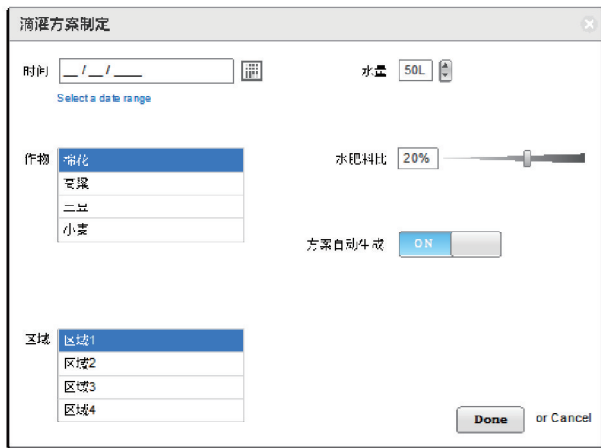 滴灌方案制定
时间 __/__/____
Select a date range
水量 50L
作物
棉花
高粱
土豆
小麦
水肥料比 20%
方案自动生成 ON
区域
区域1
区域2
区域3
区域4
Done or Cancel